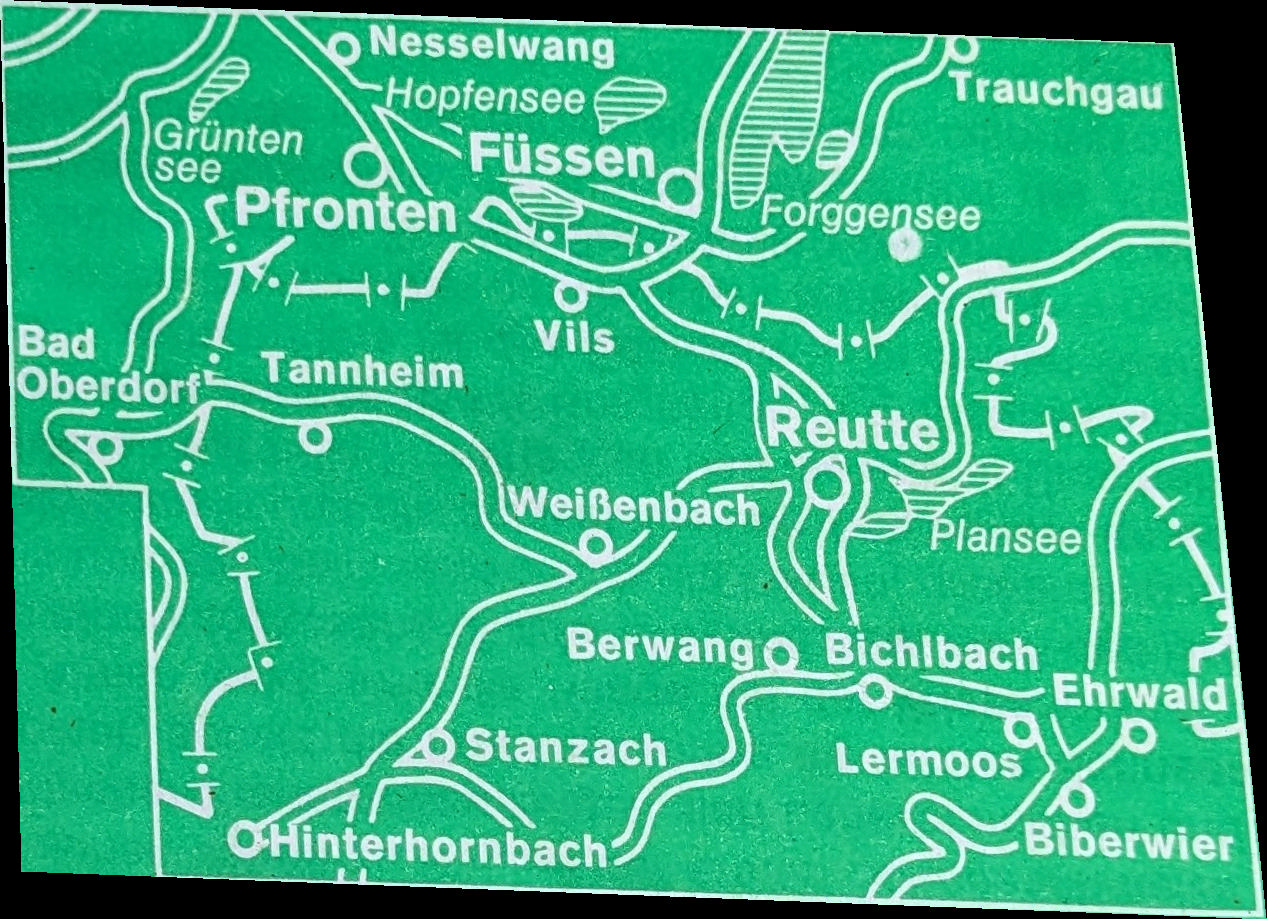 Nesselwang
Hopfensee
Trauchgau
Grünten
see
Füssen
Pfronten
Forggensee
Vils
Bad
Oberdorf
Tannheim
Reutte
Weißenbach
Plansee
Berwang
Bichlbach
Ehrwald
Stanzach
Lermoos
Hinterhornbach
Biberwier